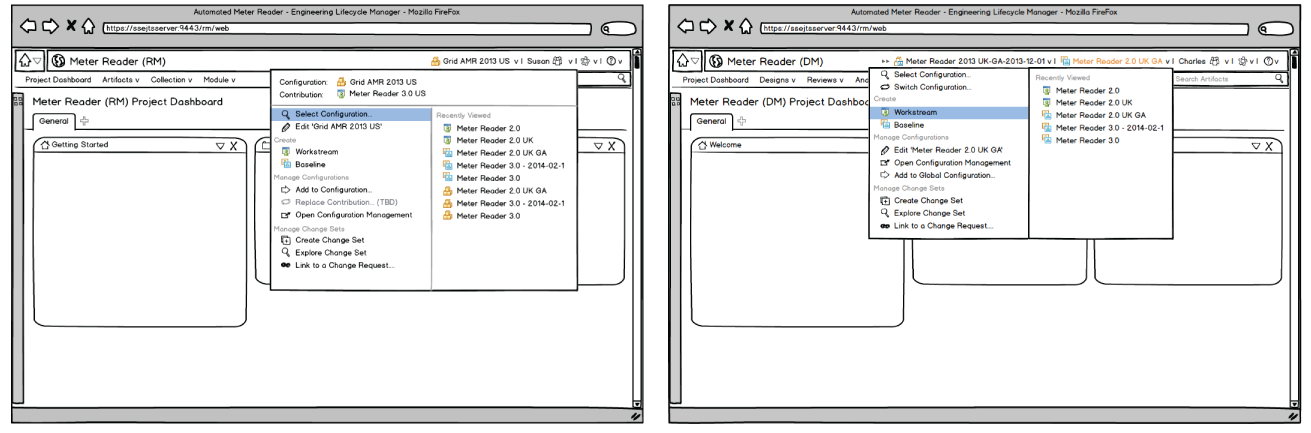 Automated Meter Reader - Engineering Lifecycle Manager - Mozilla FireFox
https://ssejtsserver:9443/rm/web
Meter Reader (RM)
Grid AMR 2013 US v | Susan v | v | v
Project Dashboard Artifacts v Collection v Module v
Configuration: Grid AMR 2013 US
Contribution: Meter Reader 3.0 US
Meter Reader (RM) Project Dashboard
General
Getting Started
X
X
Select Configuration...
Edit 'Grid AMR 2013 US'
Create
Workstream
Baseline
Manage Configurations
Add to Configuration...
Replace Contribution... (TBD)
Open Configuration Management
Manage Change Sets
Create Change Set
Explore Change Set
Link to a Change Request...
Recently Viewed
Meter Reader 2.0
Meter Reader 2.0 UK
Meter Reader 2.0 UK GA
Meter Reader 3.0 - 2014-02-1
Meter Reader 3.0
Meter Reader 2.0 UK GA
Meter Reader 3.0 - 2014-02-1
Meter Reader 3.0
Automated Meter Reader - Engineering Lifecycle Manager - Mozilla FireFox
https://ssejtsserver:9443/rm/web
Meter Reader (DM)
Meter Reader 2013 UK-GA-2013-12-01 v | Meter Reader 2.0 UK GA v | Charles v | v | v
Project Dashboard Designs v Reviews v Ana
Search Artifacts
Meter Reader (DM) Project Dashboa
General
Welcome
X
Select Configuration...
Switch Configuration...
Create
Workstream
Baseline
Manage Configurations
Edit 'Meter Reader 2.0 UK GA'
Open Configuration Management
Add to Global Configuration...
Manage Change Sets
Create Change Set
Explore Change Set
Link to a Change Request...
Recently Viewed
Meter Reader 2.0
Meter Reader 2.0 UK
Meter Reader 2.0 UK GA
Meter Reader 3.0 - 2014-02-1
Meter Reader 3.0